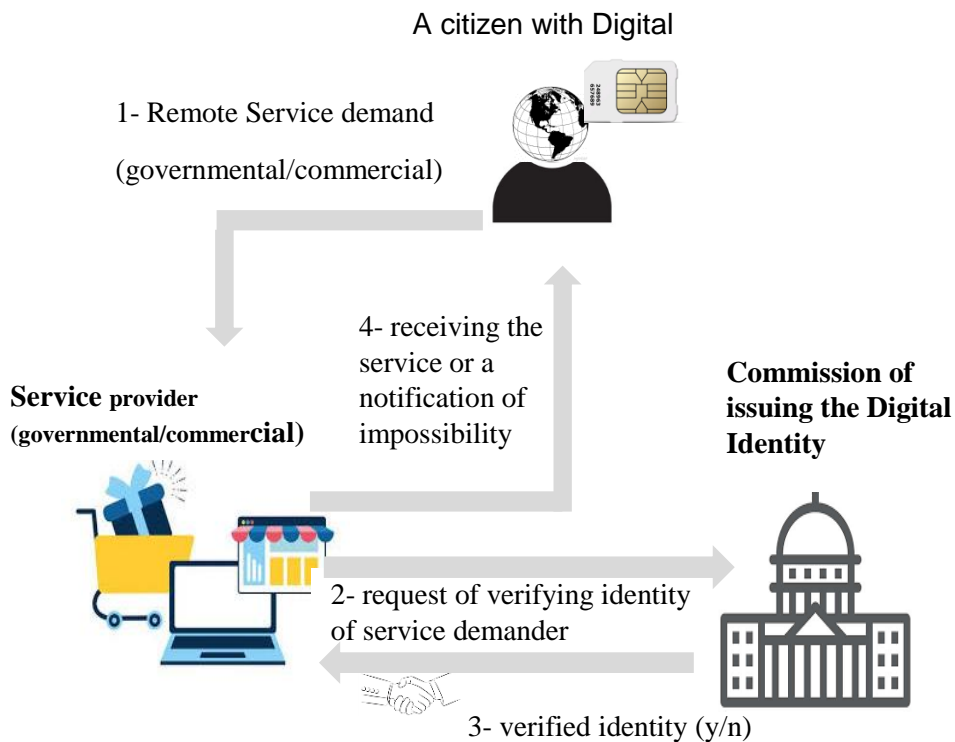 A citizen with Digital
248963
657689
1- Remote Service demand
(governmental/commercial)
4- receiving the
service or a
notification of
impossibility
Service provider
(governmental/commercial)
Commission of
issuing the Digital
Identity
2- request of verifying identity
of service demander
3- verified identity (y/n)